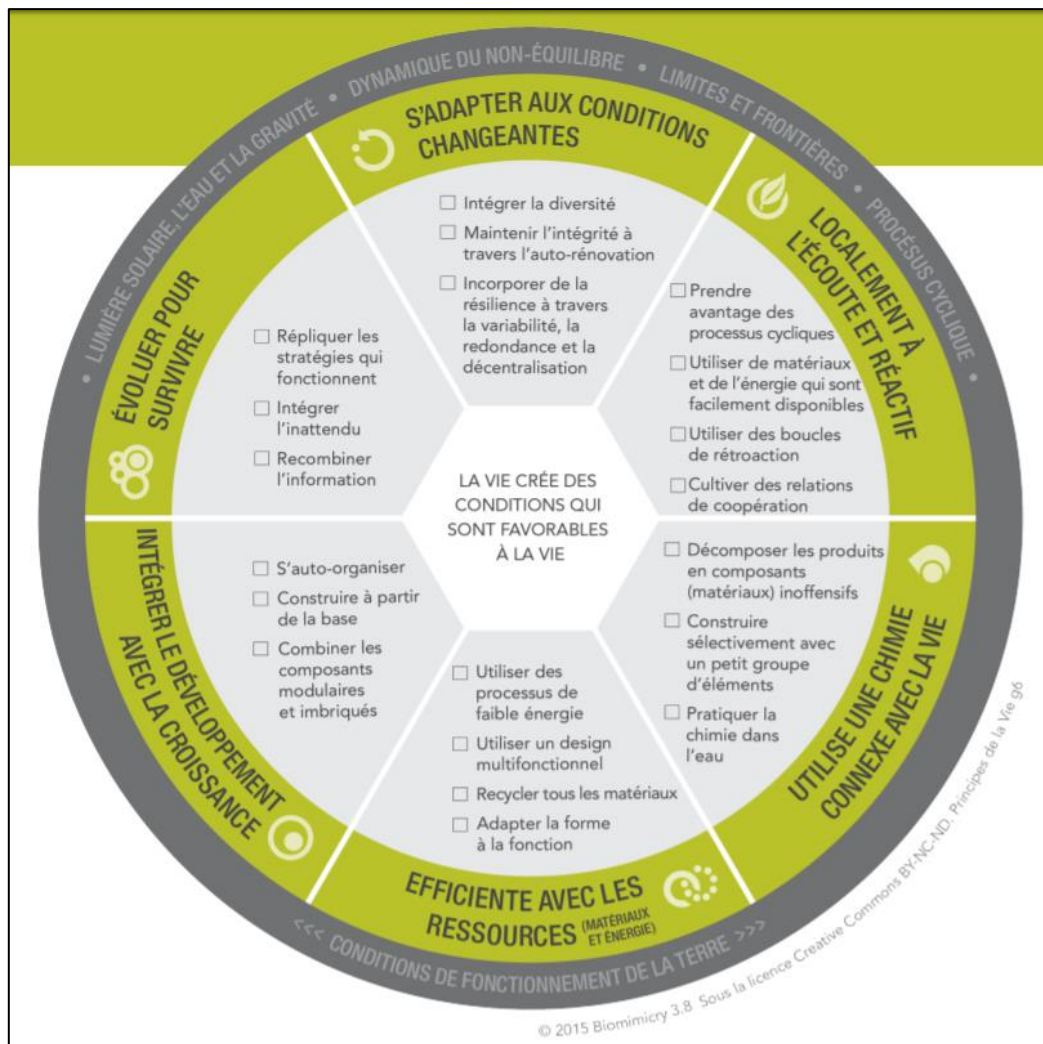 • LUMIÈRE SOLAIRE, L'EAU ET LA GRAVITÉ • DYNAMIQUE DU NON-ÉQUILIBRE • LIMITES ET FRONTIÈRES • PROCÉSUS CYCLIQUE •
S'ADAPTER AUX CONDITIONS
CHANGEANTES
☐ Intégrer la diversité
☐ Maintenir l'intégrité à
travers l'auto-rénovation
☐ Incorporer de la
résilience à travers
la variabilité, la
redondance et la
décentralisation
LOCALEMENT À
L'ÉCOUTE ET RÉACTIF
☐ Prendre
avantage des
processus cycliques
☐ Utiliser de matériaux
et de l'énergie qui sont
facilement disponibles
☐ Utiliser des boucles
de rétroaction
☐ Cultiver des relations
de coopération
UTILISE UNE CHIMIE
CONNEXE AVEC LA VIE
☐ Décomposer les produits
en composants
(matériaux) inoffensifs
☐ Construire
sélectivement avec
un petit groupe
d'éléments
☐ Pratiquer la
chimie dans
l'eau
EFFICIENTE AVEC LES
RESSOURCES (MATÉRIAUX
ET ÉNERGIE)
☐ Utiliser des
processus de
faible énergie
☐ Utiliser un design
multifonctionnel
☐ Recycler tous les matériaux
☐ Adapter la forme
à la fonction
INTÉGRER LE DÉVELOPPEMENT
AVEC LA CROISSANCE
☐ S'auto-organiser
☐ Construire à partir
de la base
☐ Combiner les
composants
modulaires
et imbriqués
ÉVOLUER POUR
SURVIVRE
☐ Répliquer les
stratégies qui
fonctionnent
☐ Intégrer
l'inattendu
☐ Recombiner
l'information
LA VIE CRÉE DES
CONDITIONS QUI
SONT FAVORABLES
À LA VIE
<<< CONDITIONS DE FONCTIONNEMENT DE LA TERRE >>>
© 2015 Biomimicry 3.8 Sous la licence Creative Commons BY-NC-ND. Principes de la Vie g6